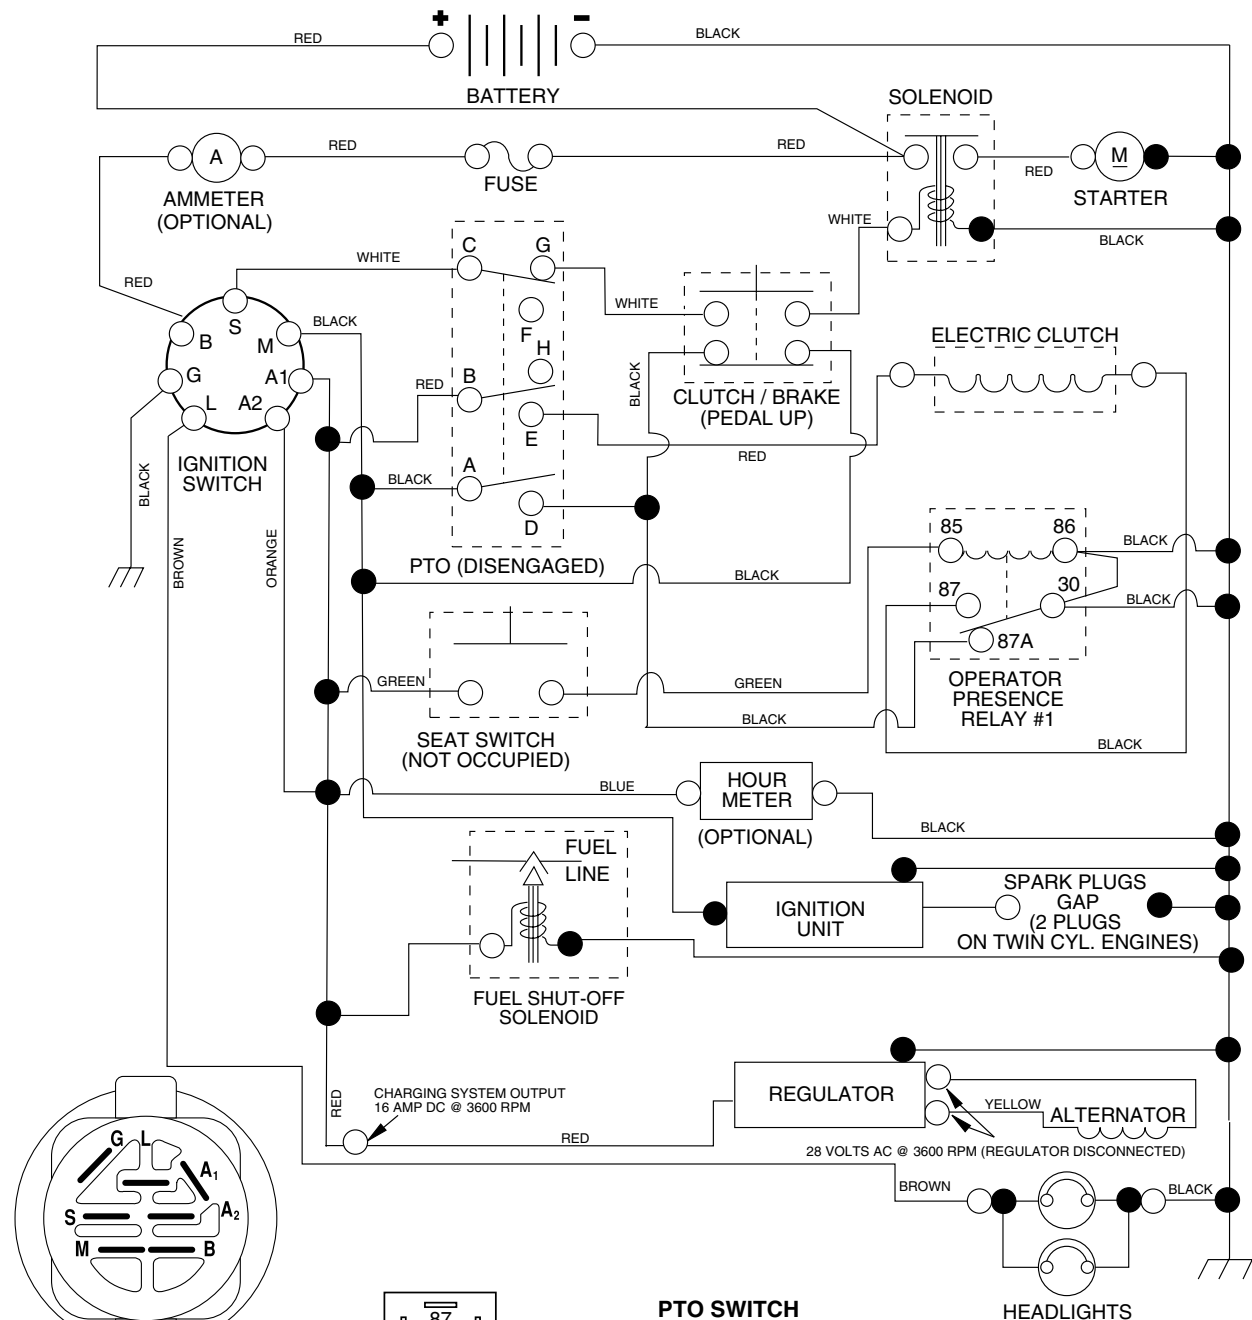 +
−
RED
BLACK
BATTERY
SOLENOID
A
RED
FUSE
RED
RED
M
AMMETER
(OPTIONAL)
STARTER
WHITE
BLACK
C
G
WHITE
RED
S
WHITE
F
BLACK
B
M
ELECTRIC CLUTCH
H
G
A1
B
RED
BLACK
CLUTCH / BRAKE
(PEDAL UP)
L
A2
E
RED
IGNITION
SWITCH
A
BLACK
BLACK
D
85
86
BLACK
ORANGE
BROWN
PTO (DISENGAGED)
BLACK
87
30
BLACK
87A
GREEN
GREEN
OPERATOR
PRESENCE
RELAY #1
BLACK
SEAT SWITCH
(NOT OCCUPIED)
BLACK
BLUE
HOUR
METER
(OPTIONAL)
BLACK
FUEL
LINE
SPARK PLUGS
GAP
(2 PLUGS
ON TWIN CYL. ENGINES)
IGNITION
UNIT
FUEL SHUT-OFF
SOLENOID
RED
CHARGING SYSTEM OUTPUT
16 AMP DC @ 3600 RPM
REGULATOR
YELLOW
ALTERNATOR
RED
28 VOLTS AC @ 3600 RPM (REGULATOR DISCONNECTED)
G
L
A1
BROWN
BLACK
S
A2
M
B
87
PTO SWITCH
HEADLIGHTS